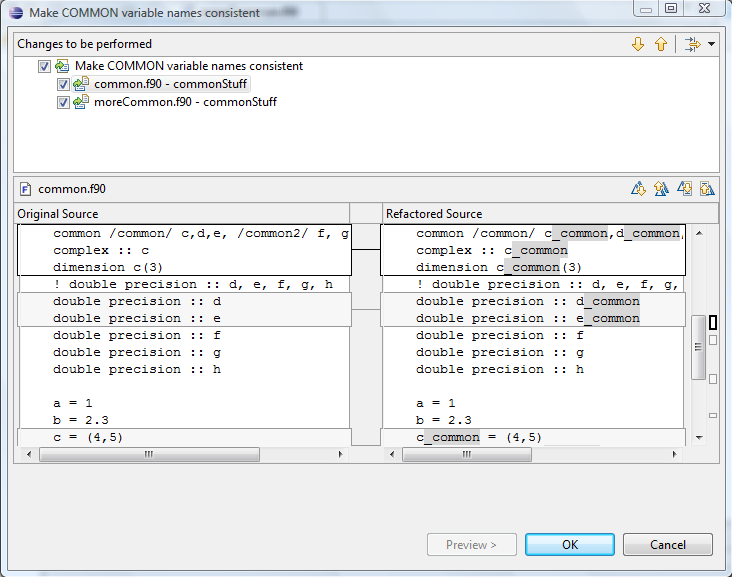 Make COMMON variable names consistent
Changes to be performed
Make COMMON variable names consistent
common.f90 - commonStuff
moreCommon.f90 - commonStuff
common.f90
Original Source
common /common/ c,d,e, /common2/ f, g
complex :: c
dimension c(3)
! double precision :: d, e, f, g, h
double precision :: d
double precision :: e
double precision :: f
double precision :: g
double precision :: h
a = 1
b = 2.3
c = (4,5)
Refactored Source
common /common/ c_common,d_common,
complex :: c_common
dimension c_common(3)
! double precision :: d, e, f, g,
double precision :: d_common
double precision :: e_common
double precision :: f
double precision :: g
double precision :: h
a = 1
b = 2.3
c_common = (4,5)
Preview >
OK
Cancel